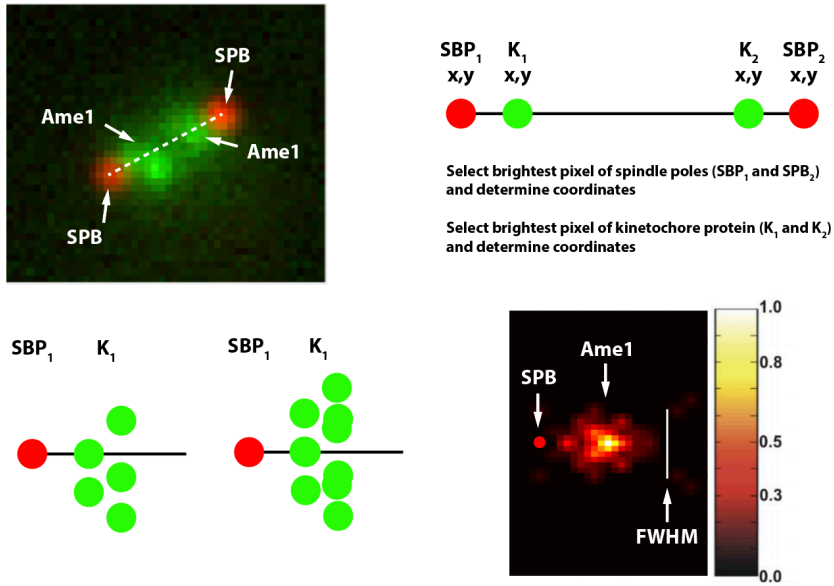 SPB
Ame1
Ame1
SPB
SBP1 K1 K2 SBP2
x,y x,y x,y x,y
Select brightest pixel of spindle poles (SBP1 and SPB2)
and determine coordinates
Select brightest pixel of kinetochore protein (K1 and K2)
and determine coordinates
SBP1 K1
SBP1 K1
Ame1
SPB
FWHM
1.0
0.8
0.5
0.3
0.0